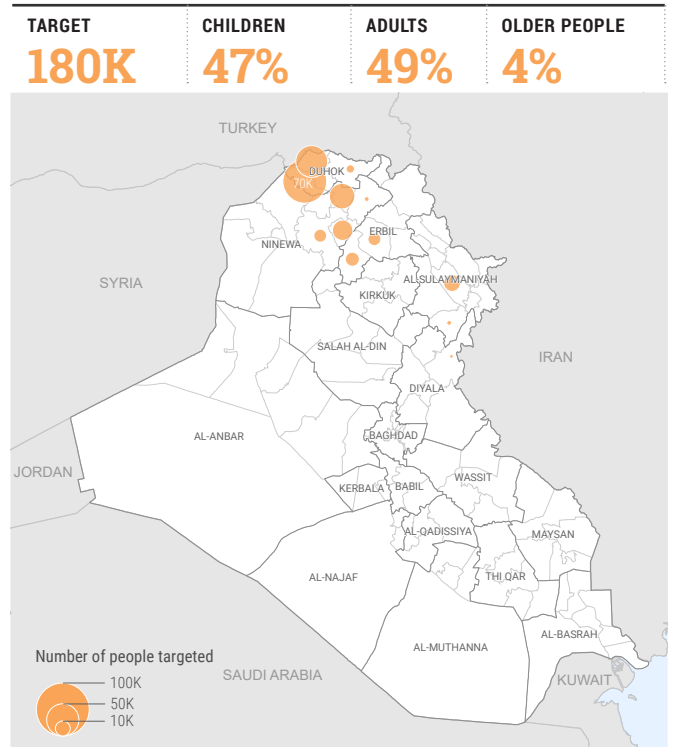 TARGET
180K
CHILDREN
47%
ADULTS
49%
OLDER PEOPLE
4%
TURKEY
DUHOK
70K
ERBIL
NINEWA
AL-SULAYMANIYAH
SYRIA
KIRKUK
SALAH AL-DIN
IRAN
DIYALA
AL-ANBAR
BAGHDAD
JORDAN
WASSIT
KERBALA
BABIL
AL-QADISSIYA
MAYSAN
AL-NAJAF
THI QAR
AL-BASRAH
AL-MUTHANNA
Number of people targeted
SAUDI ARABIA
KUWAIT
100K
50K
10K